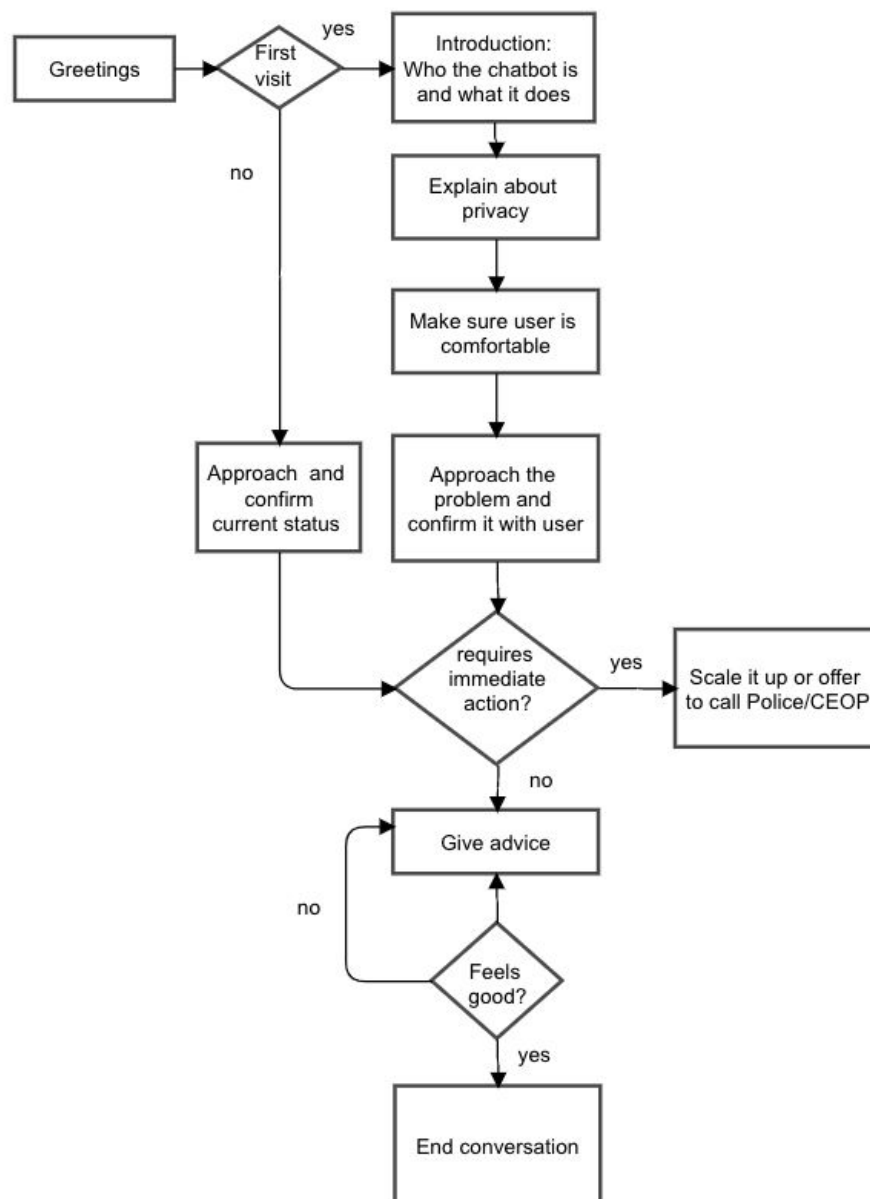 Greetings
First
visit
yes
Introduction:
Who the chatbot is
and what it does
no
Explain about
privacy
Make sure user is
comfortable
Approach and
confirm
current status
Approach the
problem and
confirm it with user
requires
immediate
action?
yes
Scale it up or offer
to call Police/CEOP
no
Give advice
no
Feels
good?
yes
End conversation